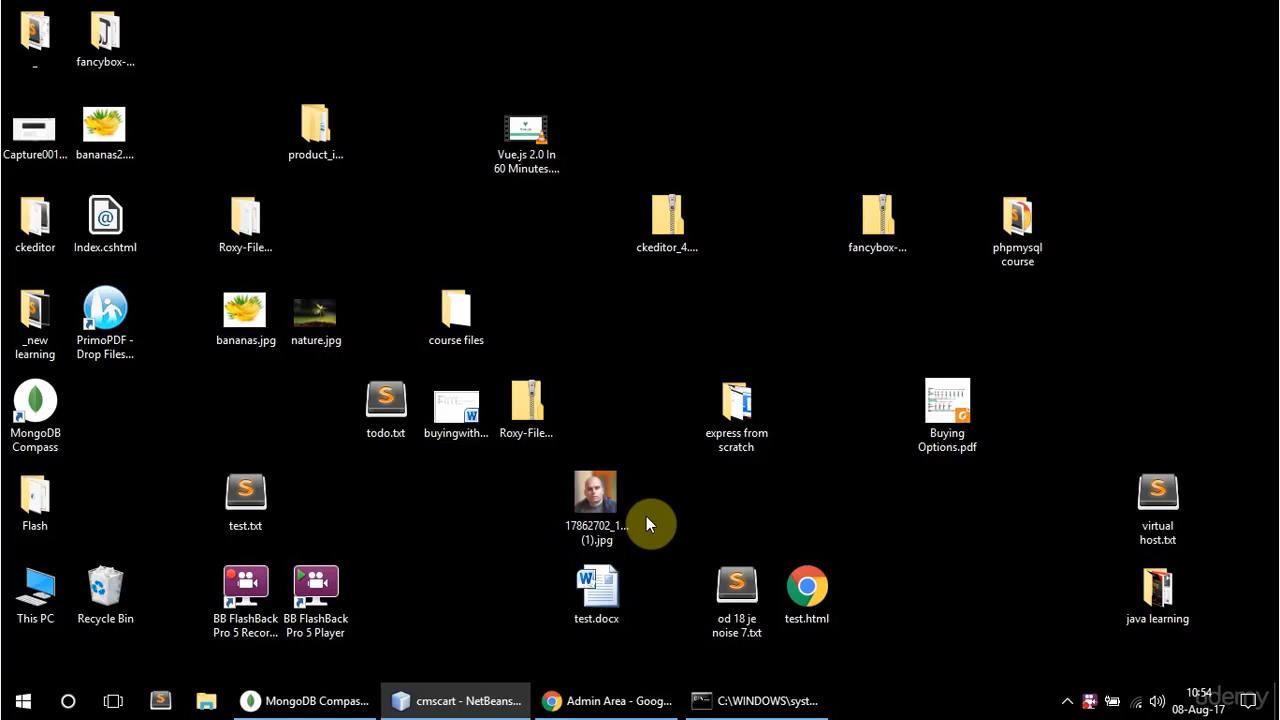 _
fancybox-...
Capture001...
bananas2....
product_i...
Vue.js 2.0 In
60 Minutes....
ckeditor
Index.cshtml
Roxy-File...
ckeditor_4....
fancybox-...
phpmysql
course
_new
learning
PrimoPDF -
Drop Files...
bananas.jpg
nature.jpg
course files
MongoDB
Compass
todo.txt
buyingwith...
Roxy-File...
express from
scratch
Buying
Options.pdf
Flash
test.txt
17862702_1...
(1).jpg
virtual
host.txt
This PC
Recycle Bin
BB FlashBack
Pro 5 Recor...
BB FlashBack
Pro 5 Player
test.docx
od 18 je
noise 7.txt
test.html
java learning
MongoDB Compas...
cmscart - NetBeans...
Admin Area - Goog...
C:\WINDOWS\syst...
10:54
08-Aug-17
udemy